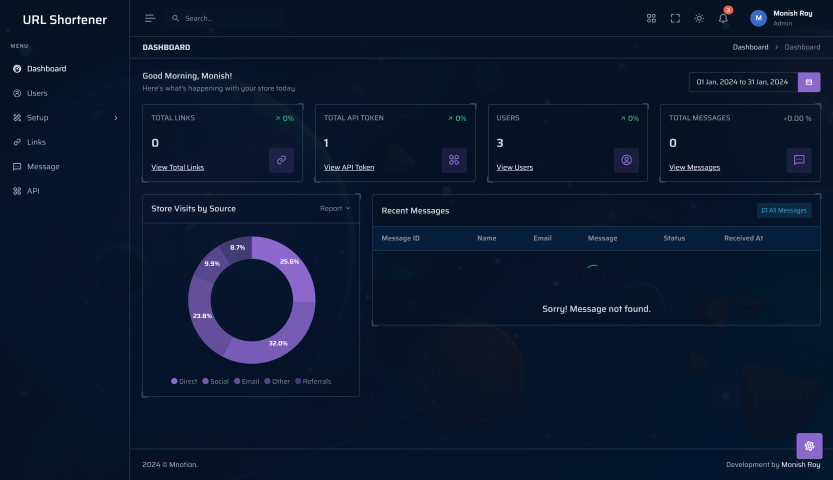 URL Shortener
MENU
Dashboard
Users
Setup
Links
Message
API
Search...
3
Monish Roy
Admin
DASHBOARD
Dashboard > Dashboard
Good Morning, Monish!
Here's what's happening with your store today.
01 Jan, 2024 to 31 Jan, 2024
TOTAL LINKS
0%
0
View Total Links
TOTAL API TOKEN
0%
1
View API Token
USERS
0%
3
View Users
TOTAL MESSAGES
+0.00 %
0
View Messages
Store Visits by Source
Report
8.7%
25.6%
9.9%
23.8%
32.0%
Direct Social Email Other Referrals
Recent Messages
All Messages
Message ID Name Email Message Status Received At
Sorry! Message not found.
2024 © Mnotion.
Development by Monish Roy
M